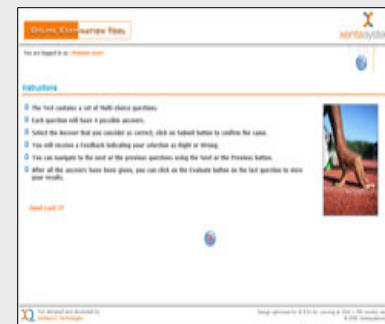 ONLINE EXAMINATION TOOL
xentasystems
You are logged in as :
Instructions
The Test contains a set of Multi-choice questions.
Each question will have 4 possible answers.
Select the Answer that you consider as correct, click on Submit button to confirm the same.
You will receive a Feedback indicating your selection as Right or Wrong.
You can navigate to the next or the previous questions using the Next or the Previous button.
After all the answers have been given, you can click on the Evaluate button on the last question to view
your results.
Good Luck !!!